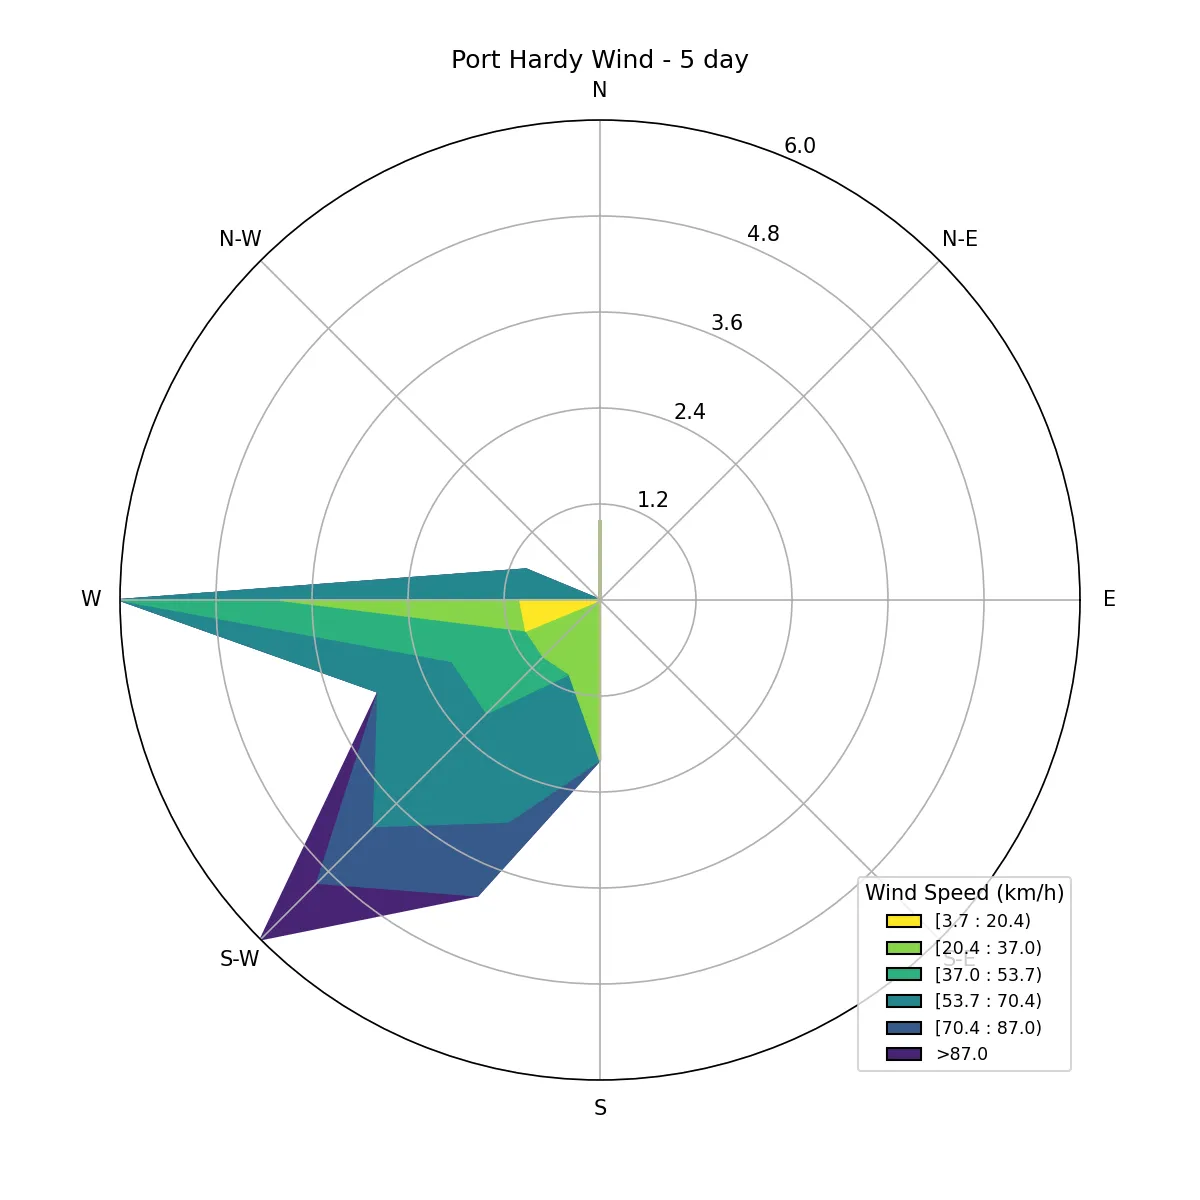 Port Hardy Wind - 5 day
N
6.0
N-W
4.8
N-E
3.6
2.4
1.2
W
E
Wind Speed (km/h)
[3.7 : 20.4)
[20.4 : 37.0)
S-W
S-E
[37.0 : 53.7)
[53.7 : 70.4)
[70.4 : 87.0)
>87.0
S